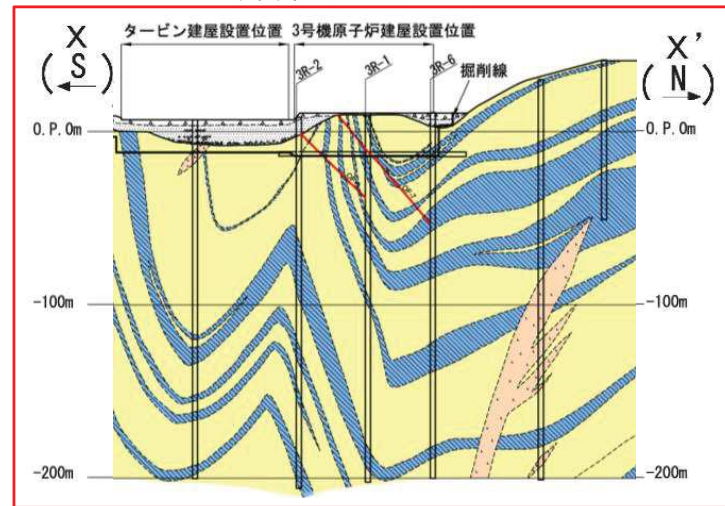 タービン建屋設置位置 3号機原子炉建屋設置位置
X
(S)
X'
(N)
3R-2
3R-1
3R-6
掘削線
O.P.0m
O.P.0m
-100m
-100m
-200m
-200m